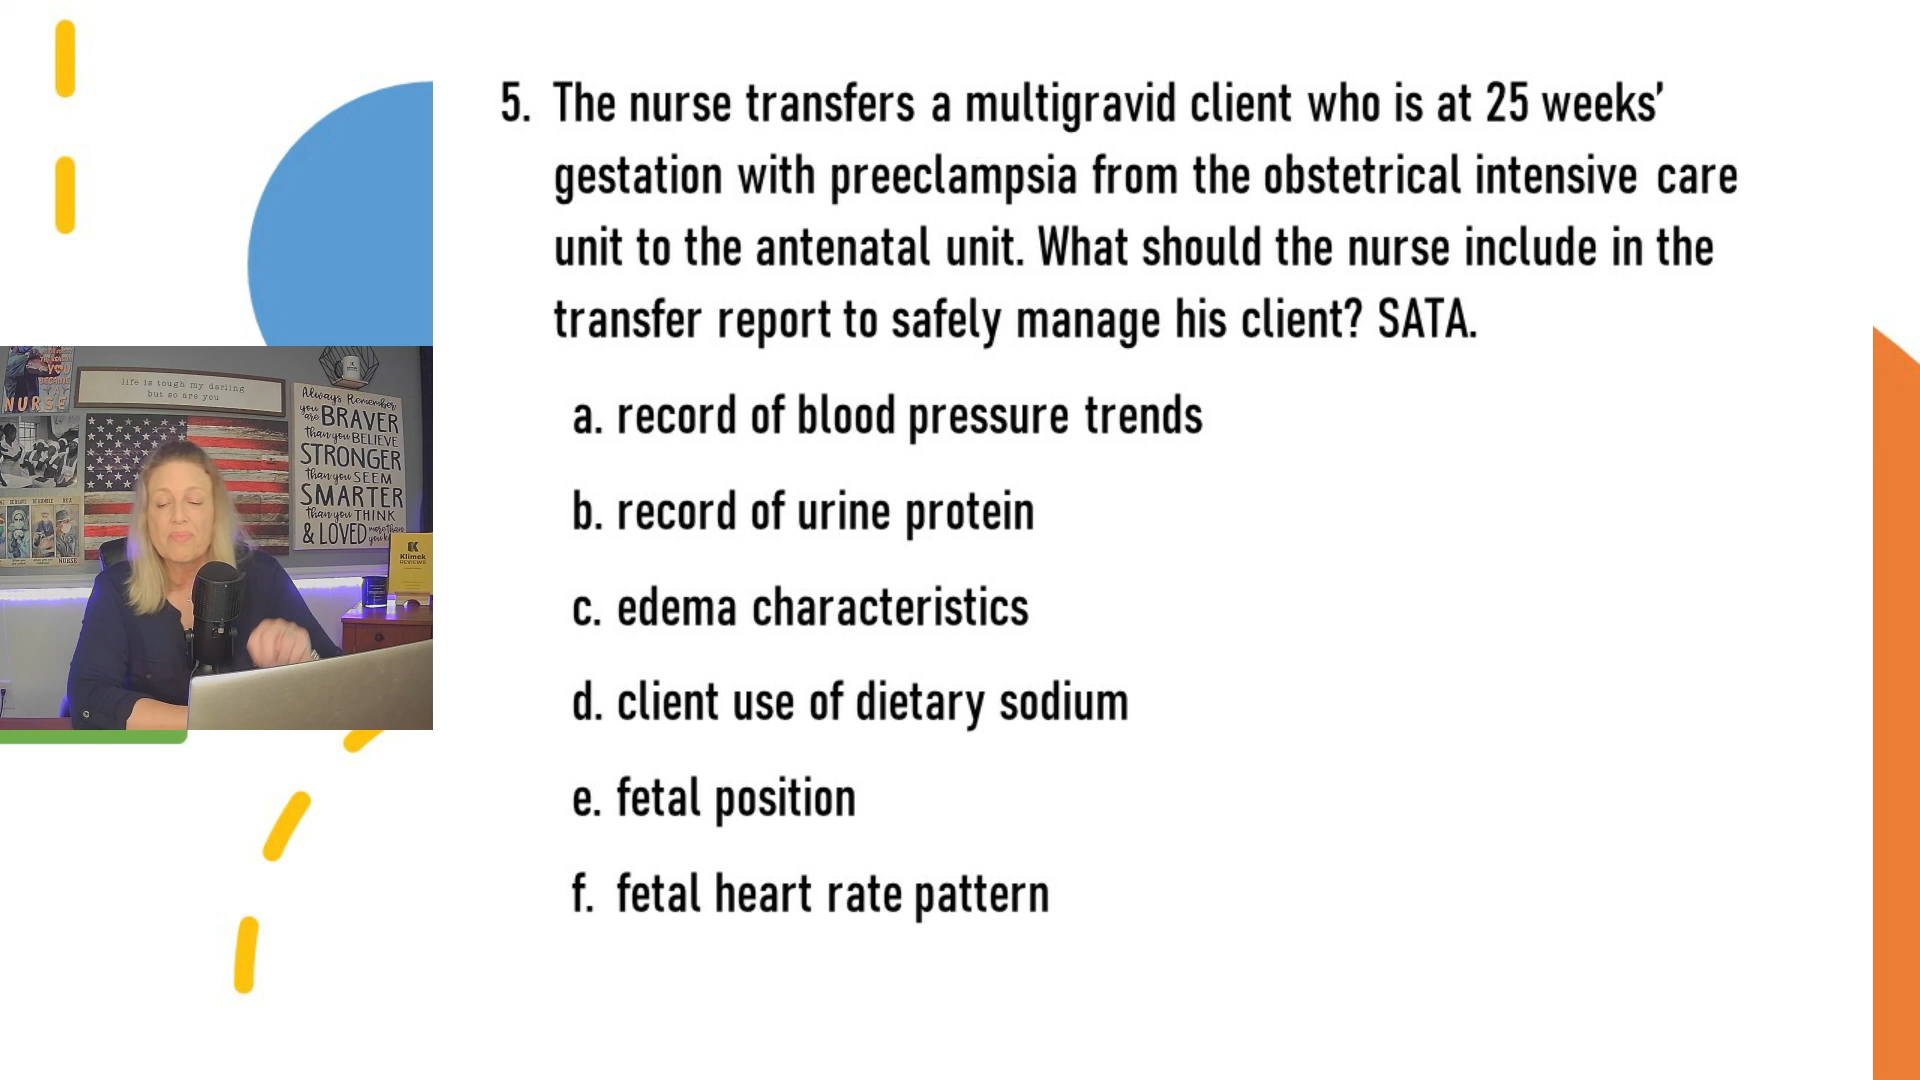 5. The nurse transfers a multigravid client who is at 25 weeks'
gestation with preeclampsia from the obstetrical intensive care
unit to the antenatal unit. What should the nurse include in the
transfer report to safely manage his client? SATA.
a. record of blood pressure trends
b. record of urine protein
c. edema characteristics
d. client use of dietary sodium
e. fetal position
f. fetal heart rate pattern
life is tough my darling
but so are you
Always Remember
you are BRAVER
than you BELIEVE
STRONGER
than you SEEM
SMARTER
than you THINK
& LOVED more than
NURSE
Klimek
REVIEWS
NURSE